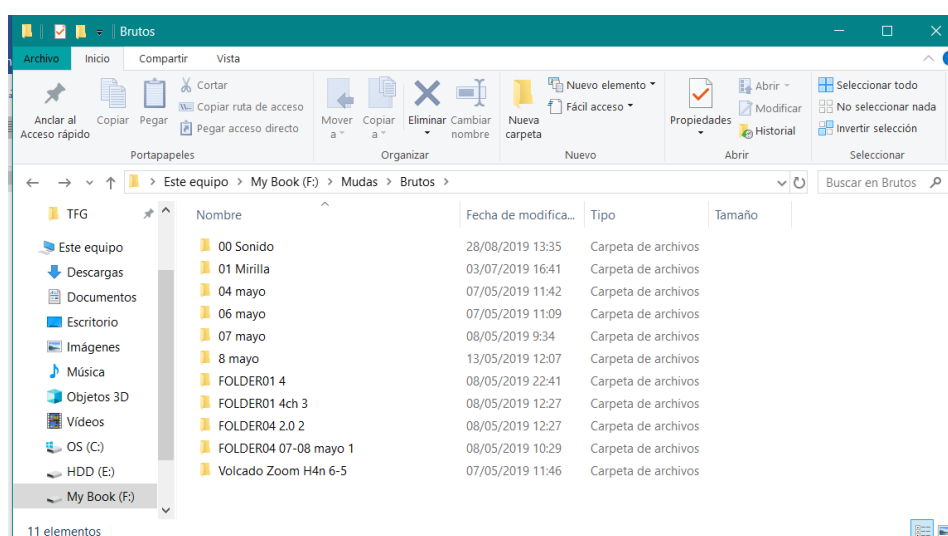 Brutos
Archivo Inicio Compartir Vista
Anclar al Acceso rápido
Copiar
Pegar
Cortar
Copiar ruta de acceso
Pegar acceso directo
Portapapeles
Mover a
Copiar a
Eliminar
Cambiar nombre
Organizar
Nueva carpeta
Nuevo elemento
Fácil acceso
Nuevo
Propiedades
Abrir
Modificar
Historial
Abrir
Seleccionar todo
No seleccionar nada
Invertir selección
Seleccionar
Este equipo > My Book (F:) > Mudas > Brutos >
Buscar en Brutos
TFG
Este equipo
Descargas
Documentos
Escritorio
Imágenes
Música
Objetos 3D
Vídeos
OS (C:)
HDD (E:)
My Book (F:)
Nombre Fecha de modifica... Tipo Tamaño
00 Sonido 28/08/2019 13:35 Carpeta de archivos
01 Mirilla 03/07/2019 16:41 Carpeta de archivos
04 mayo 07/05/2019 11:42 Carpeta de archivos
06 mayo 07/05/2019 11:09 Carpeta de archivos
07 mayo 08/05/2019 9:34 Carpeta de archivos
8 mayo 13/05/2019 12:07 Carpeta de archivos
FOLDER01 4 08/05/2019 22:41 Carpeta de archivos
FOLDER01 4ch 3 08/05/2019 12:27 Carpeta de archivos
FOLDER04 2.0 2 08/05/2019 12:27 Carpeta de archivos
FOLDER04 07-08 mayo 1 08/05/2019 10:29 Carpeta de archivos
Volcado Zoom H4n 6-5 07/05/2019 11:46 Carpeta de archivos
11 elementos